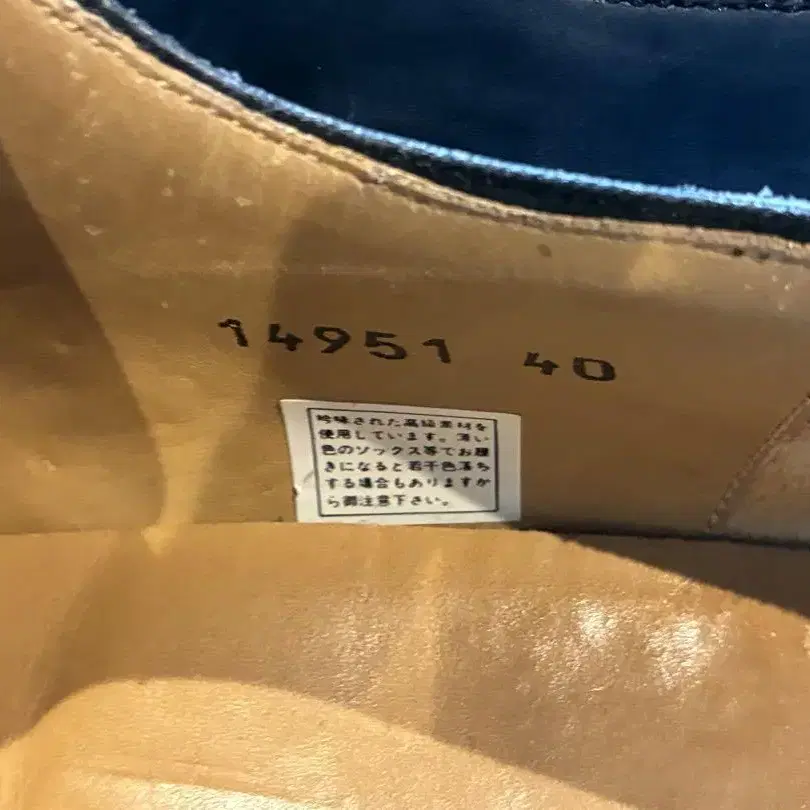 14951 40
吟味された高級素材を
使用しています。薄い
色のソックス等でお履
きになると若干色落ち
する場合もありますか
ら御注意下さい。